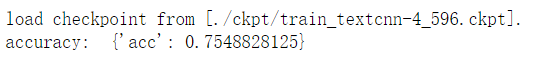 load checkpoint from [./ckpt/train_textcnn-4_596.ckpt].
accuracy:  {'acc': 0.7548828125}